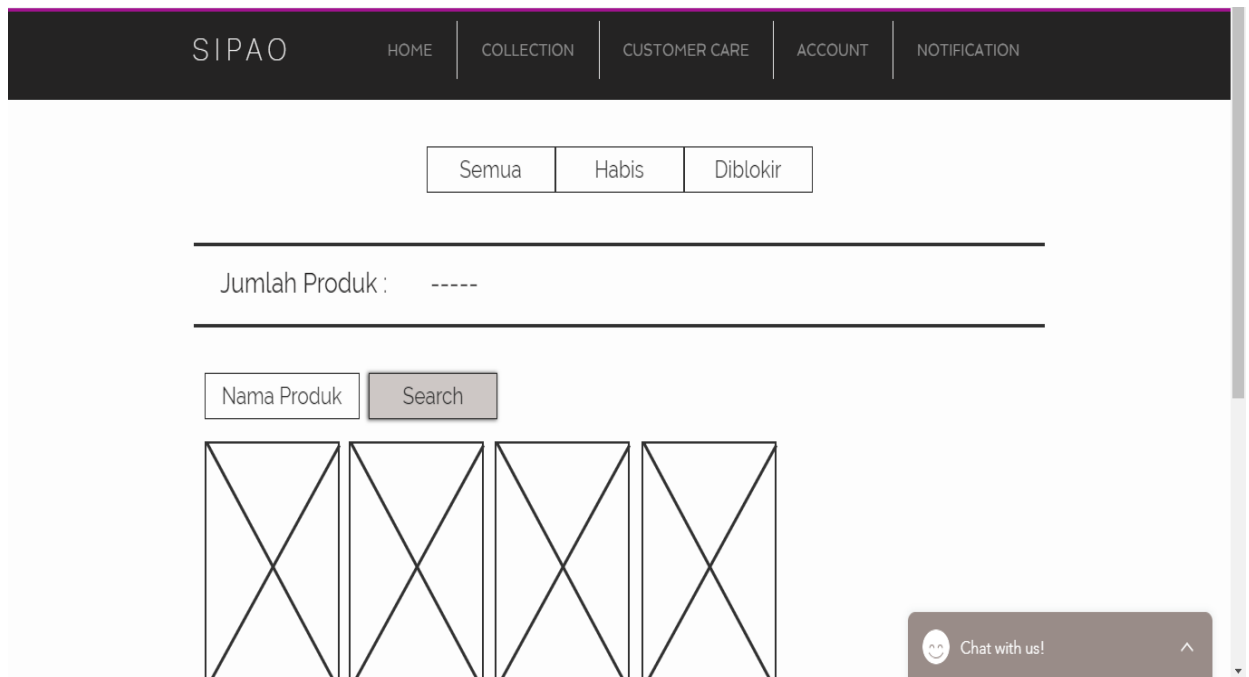 SIPAO HOME COLLECTION CUSTOMER CARE ACCOUNT NOTIFICATION
Semua Habis Diblokir
Jumlah Produk : -----
Nama Produk Search
Chat with us!